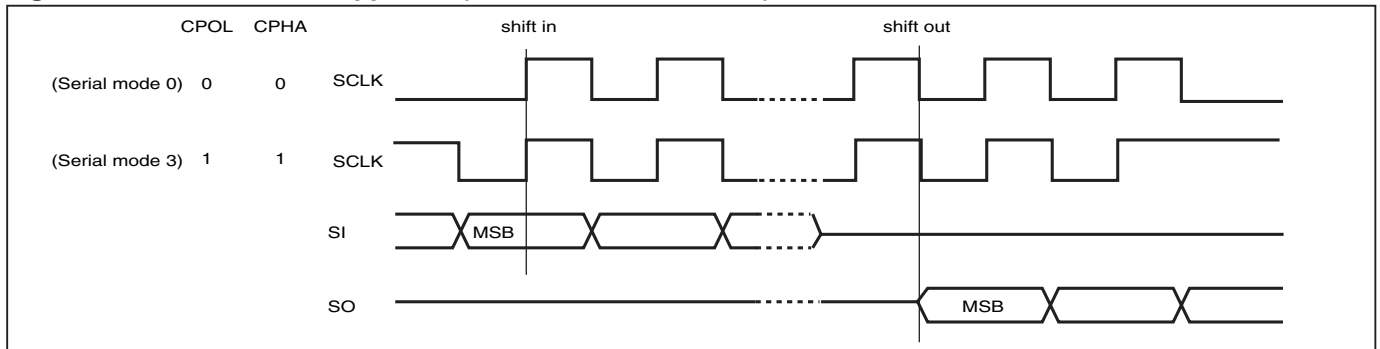 CPOL CPHA shift in shift out
(Serial mode 0) 0 0 SCLK
(Serial mode 3) 1 1 SCLK
SI MSB
SO MSB